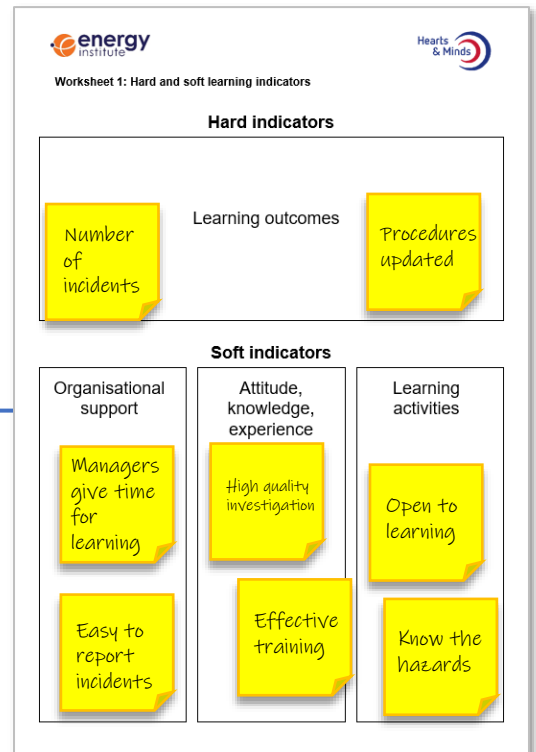 energy
institute
Hearts
& Minds
Worksheet 1: Hard and soft learning indicators
Hard indicators
Learning outcomes
Number
of
incidents
Procedures
updated
Soft indicators
Organisational
support
Managers
give time
for
learning
Easy to
report
incidents
Attitude,
knowledge,
experience
High quality
investigation
Effective
training
Learning
activities
Open to
learning
Know the
hazards